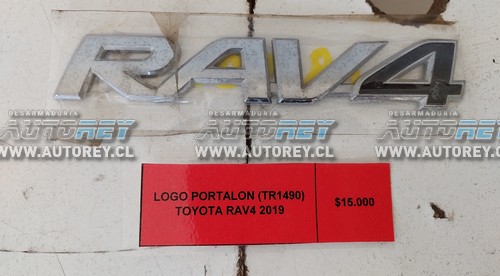 RAV4
DESARMADURIA DESARMADURIA DESARMADURIA
AUTOREY AUTOREY AUTOREY
WWW.AUTOREY.CL WWW.AUTOREY.CL WWW.AUTOREY.CL
LOGO PORTALON (TR1490)
TOYOTA RAV4 2019
$15.000